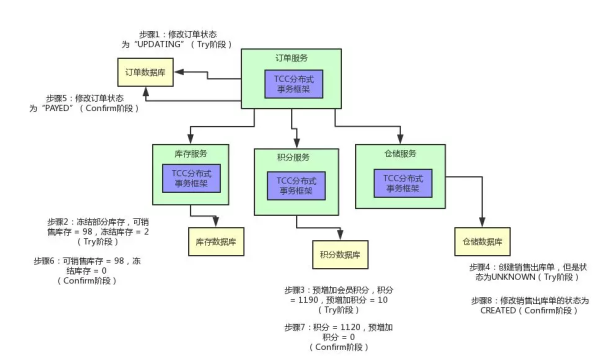 步骤1：修改订单状态
为“UPDATING”（Try阶段）
订单服务
TCC分布式
事务框架
订单数据库
步骤5：修改订单状态
为“PAYED”（Confirm阶段）
库存服务
TCC分布式
事务框架
积分服务
TCC分布式
事务框架
仓储服务
TCC分布式
事务框架
步骤2：冻结部分库存，可销
售库存 = 98，冻结库存 = 2
（Try阶段）
库存数据库
步骤6：可销售库存 = 98，冻
结库存 = 0
（Confirm阶段）
积分数据库
仓储数据库
步骤3：预增加会员积分，积分
= 1190，预增加积分 = 10
（Try阶段）
步骤7：积分 = 1120，预增加
积分 = 0
（Confirm阶段）
步骤4：创建销售出库单，但是状
态为UNKNOWN（Try阶段）
步骤8：修改销售出库单的状态为
CREATED（Confirm阶段）